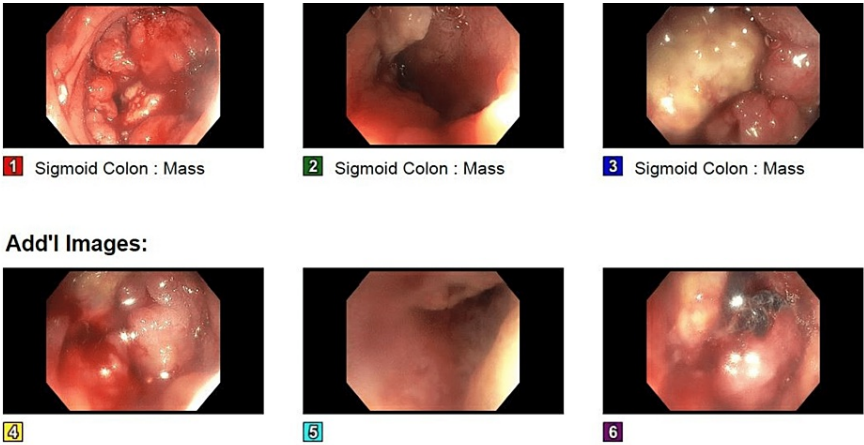 1 Sigmoid Colon : Mass
2 Sigmoid Colon : Mass
3 Sigmoid Colon : Mass
Add'l Images:
4
5
6